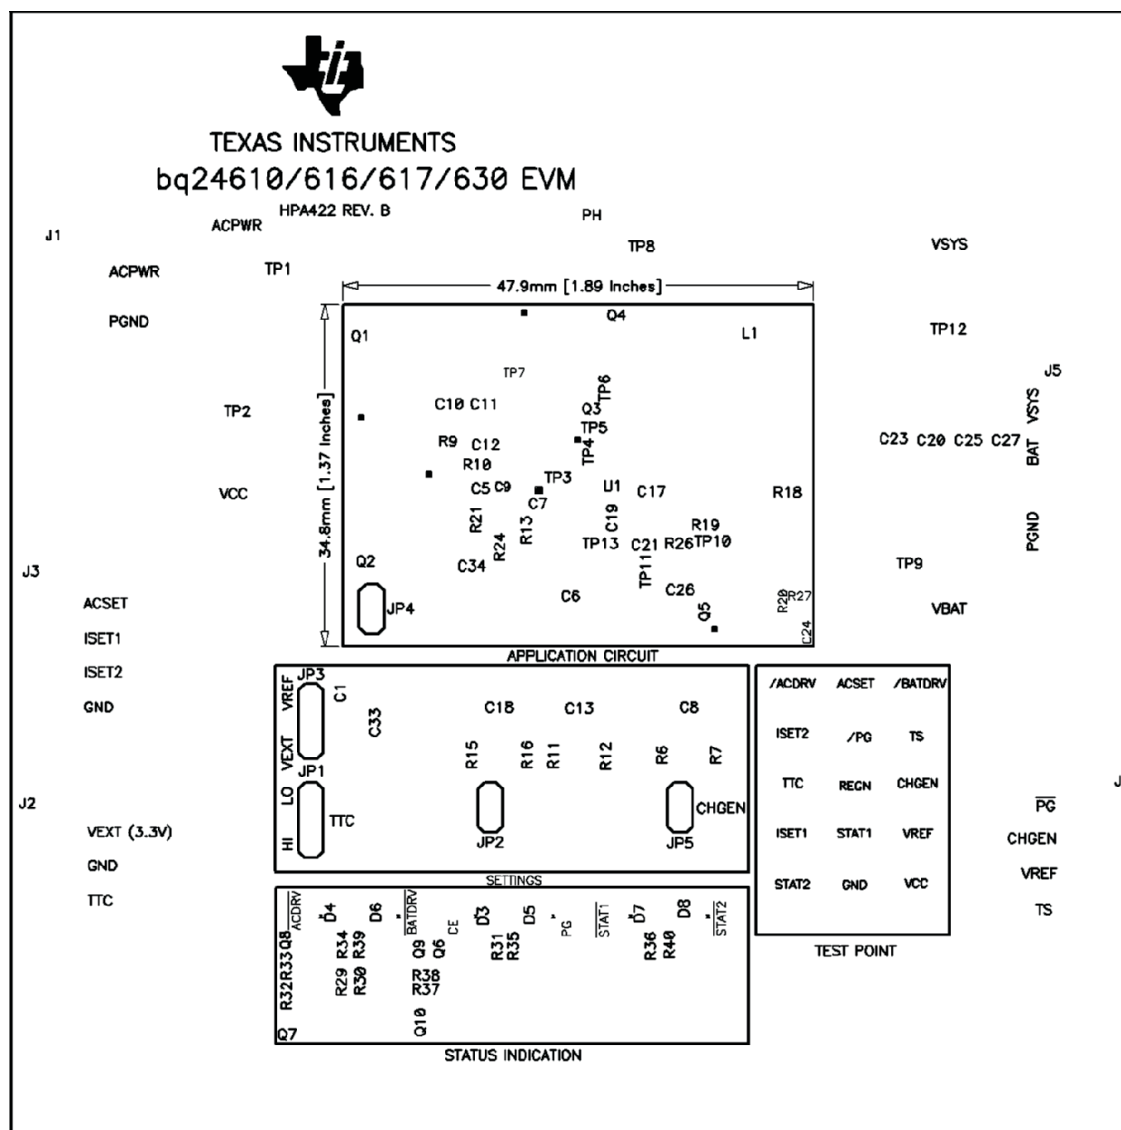 TEXAS INSTRUMENTS
bq24610/616/617/630 EVM
HPA422 REV. B
ACPWR
PH
J1
TP8
VSYS
ACPWR
TP1
47.9mm [1.89 Inches]
PGND
Q1
Q4
L1
TP12
34.8mm [1.37 Inches]
TP7
TP6
J5
TP2
C10
C11
Q3
VSYS
R9
C12
TP5
TP4
C23
C20
C25
C27
BAT
R10
TP3
VCC
C5
C9
C7
U1
C17
R18
R21
R13
C19
R19
PGND
R24
TP13
C21
R26
TP10
Q2
C34
TP11
TP9
J3
C6
C26
ACSET
JP4
Q5
R20
R27
VBAT
C24
ISET1
APPLICATION CIRCUIT
ISET2
GND
VREF
JP3
C1
C33
C18
C13
C8
VEXT
R15
R16
R11
R12
R6
R7
JP1
LO
TTC
HI
JP2
JP5
CHGEN
SETTINGS
/ACDRV
ACSET
/BATDRV
ISET2
/PG
TS
TTC
REGN
CHGEN
ISET1
STAT1
VREF
STAT2
GND
VCC
TEST POINT
J2
VEXT (3.3V)
GND
TTC
J
PG
CHGEN
VREF
TS
ACDRV
D4
D6
BATDRV
CE
D3
D5
PG
STAT1
D7
D8
STAT2
Q8
R33
R34
R39
Q9
Q6
R31
R35
R36
R40
R32
R29
R30
R38
R37
Q7
Q10
STATUS INDICATION